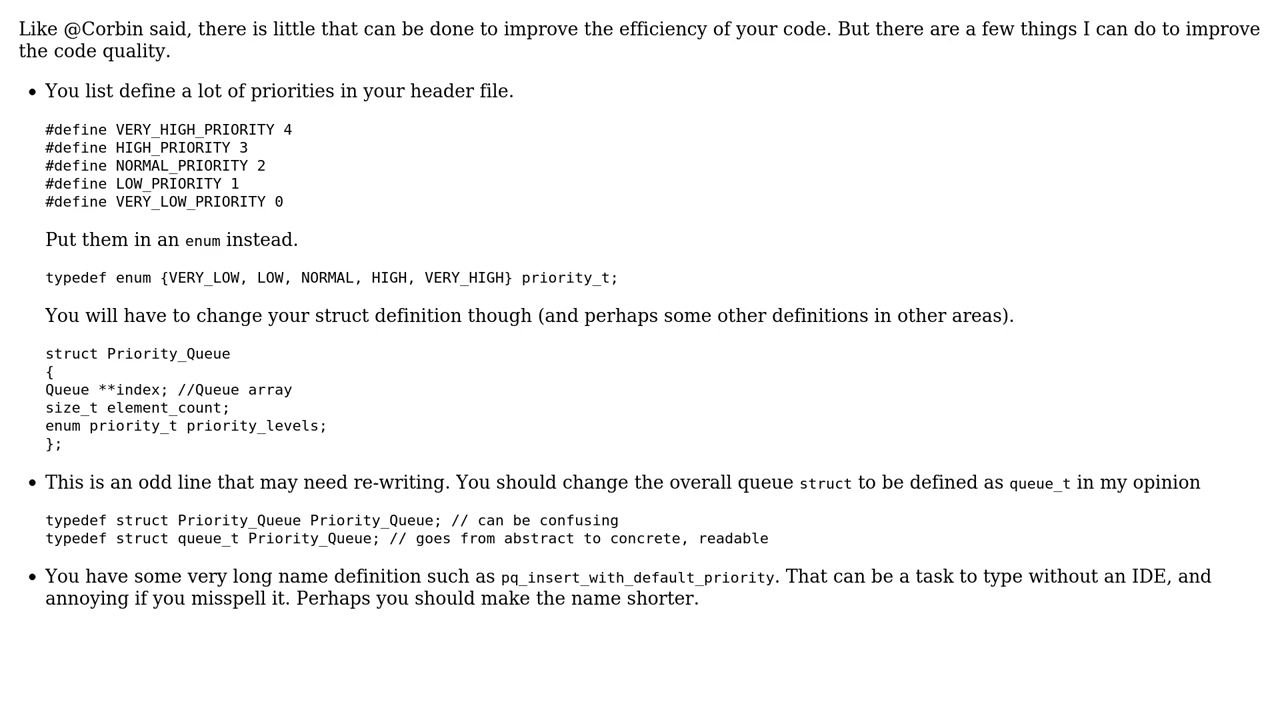 Like @Corbin said, there is little that can be done to improve the efficiency of your code. But there are a few things I can do to improve
the code quality.
• You list define a lot of priorities in your header file.
#define VERY_HIGH_PRIORITY 4
#define HIGH_PRIORITY 3
#define NORMAL_PRIORITY 2
#define LOW_PRIORITY 1
#define VERY_LOW_PRIORITY 0
Put them in an enum instead.
typedef enum {VERY_LOW, LOW, NORMAL, HIGH, VERY_HIGH} priority_t;
You will have to change your struct definition though (and perhaps some other definitions in other areas).
struct Priority_Queue
{
Queue **index; //Queue array
size_t element_count;
enum priority_t priority_levels;
};
• This is an odd line that may need re-writing. You should change the overall queue struct to be defined as queue_t in my opinion
typedef struct Priority_Queue Priority_Queue; // can be confusing
typedef struct queue_t Priority_Queue; // goes from abstract to concrete, readable
• You have some very long name definition such as pq_insert_with_default_priority. That can be a task to type without an IDE, and
annoying if you misspell it. Perhaps you should make the name shorter.